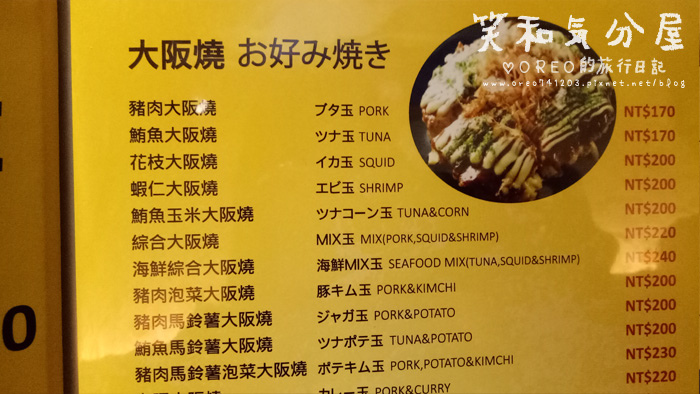 笑和気分屋
♡OREO的旅行日記
www.oreo741203.pixnet.net/blog
大阪燒 お好み焼き
豬肉大阪燒 ブタ玉 PORK NT$170
鮪魚大阪燒 ツナ玉 TUNA NT$170
花枝大阪燒 イカ玉 SQUID NT$200
蝦仁大阪燒 エビ玉 SHRIMP NT$200
鮪魚玉米大阪燒 ツナコーン玉 TUNA&CORN NT$200
綜合大阪燒 MIX玉 MIX(PORK,SQUID&SHRIMP) NT$220
海鮮綜合大阪燒 海鮮MIX玉 SEAFOOD MIX(TUNA,SQUID&SHRIMP) NT$240
豬肉泡菜大阪燒 豚キム玉 PORK&KIMCHI NT$200
豬肉馬鈴薯大阪燒 ジャガ玉 PORK&POTATO NT$200
鮪魚馬鈴薯大阪燒 ツナポテ玉 TUNA&POTATO NT$200
豬肉馬鈴薯泡菜大阪燒 ポテキム玉 PORK,POTATO&KIMCHI NT$230
カレー玉 PORK&CURRY NT$220
0